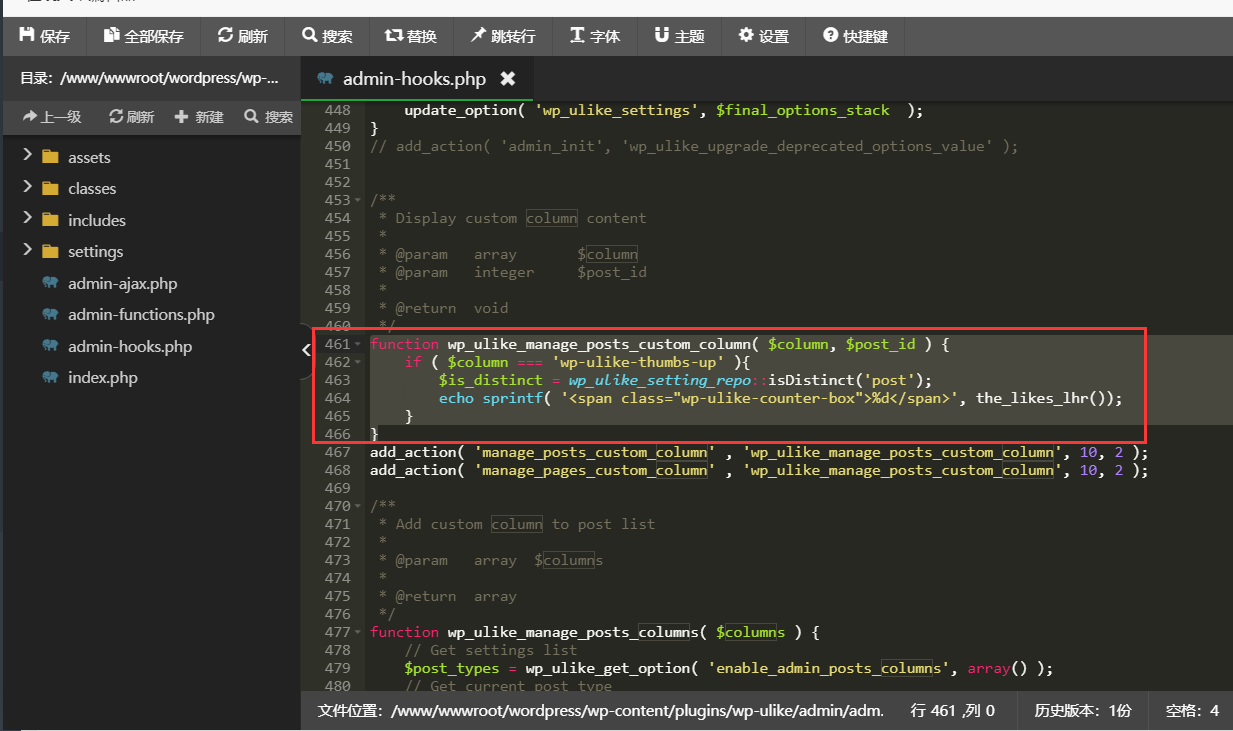 保存 全部保存 刷新 搜索 替换 跳转行 字体 主题 设置 快捷键
目录: /www/wwwroot/wordpress/wp-...
上一级 刷新 新建 搜索
assets
classes
includes
settings
admin-ajax.php
admin-functions.php
admin-hooks.php
index.php
admin-hooks.php
448 update_option( 'wp_ulike_settings', $final_options_stack );
449 }
450 // add_action( 'admin_init', 'wp_ulike_upgrade_deprecated_options_value' );
451
452
453 /**
454 * Display custom column content
455 *
456 * @param array $column
457 * @param integer $post_id
458 *
459 * @return void
460 */
461 function wp_ulike_manage_posts_custom_column( $column, $post_id ) {
462 if ( $column === 'wp-ulike-thumbs-up' ){
463 $is_distinct = wp_ulike_setting_repo::isDistinct('post');
464 echo sprintf( '<span class="wp-ulike-counter-box">%d</span>', the_likes_lhr());
465 }
466 }
467 add_action( 'manage_posts_custom_column' , 'wp_ulike_manage_posts_custom_column', 10, 2 );
468 add_action( 'manage_pages_custom_column' , 'wp_ulike_manage_posts_custom_column', 10, 2 );
469
470 /**
471 * Add custom column to post list
472 *
473 * @param array $columns
474 *
475 * @return array
476 */
477 function wp_ulike_manage_posts_columns( $columns ) {
478 // Get settings list
479 $post_types = wp_ulike_get_option( 'enable_admin_posts_columns', array() );
480 // Get current post type
文件位置: /www/wwwroot/wordpress/wp-content/plugins/wp-ulike/admin/adm. 行 461 ,列 0 历史版本: 1份 空格: 4